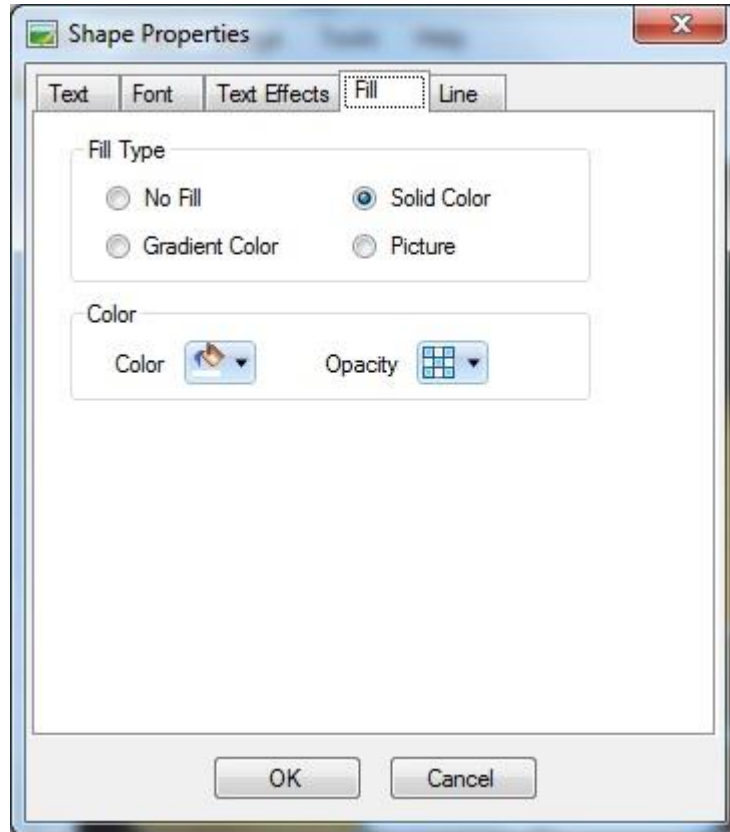 Shape Properties
Text Font Text Effects Fill Line
Fill Type
No Fill Solid Color
Gradient Color Picture
Color
Color Opacity
OK Cancel